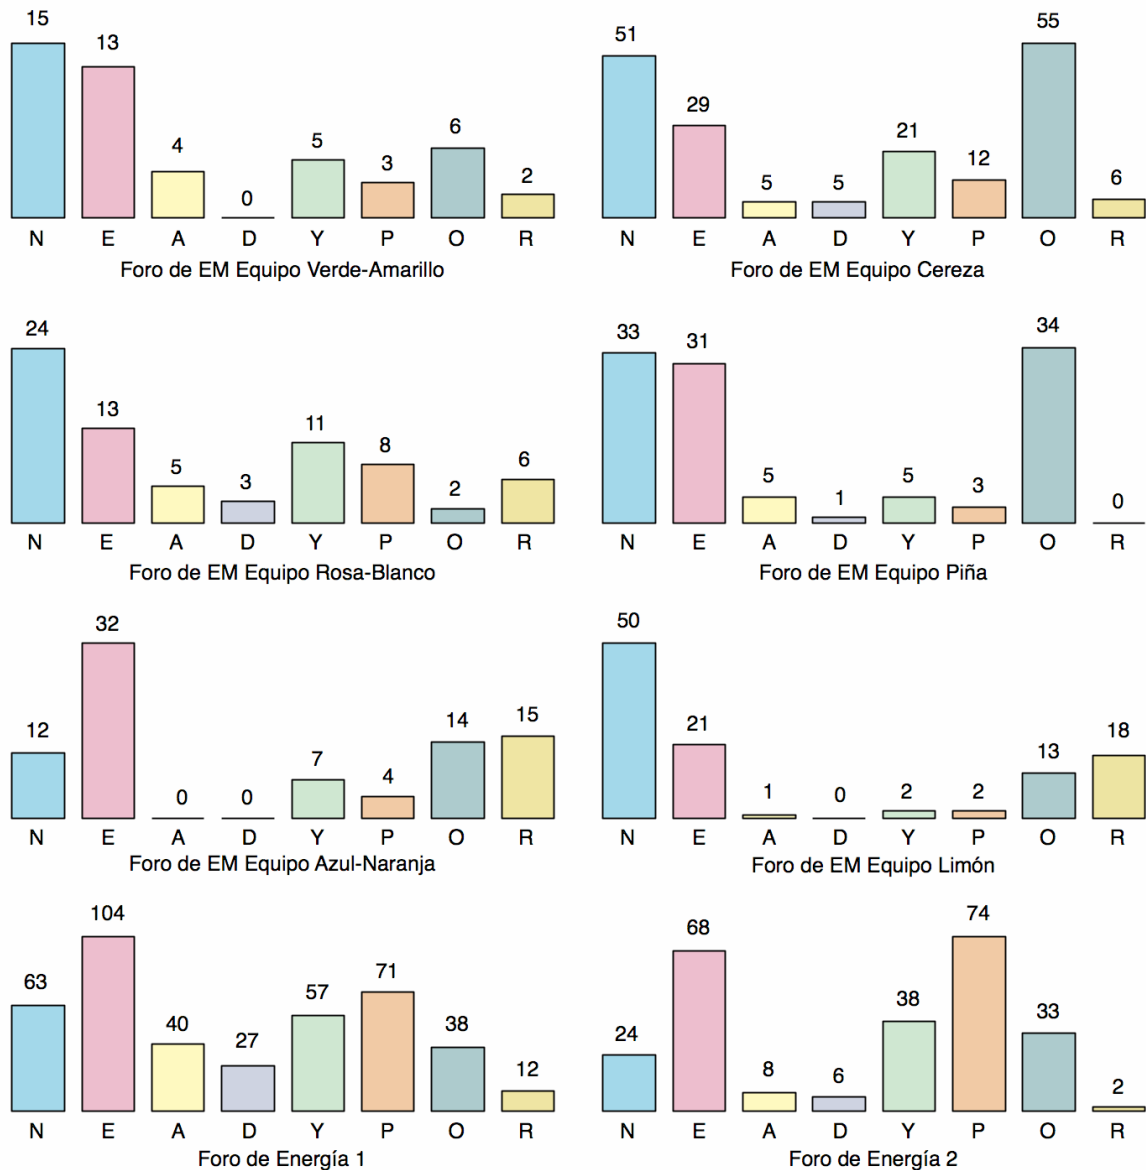 15 13 4 0 5 3 6 2
N E A D Y P O R
Foro de EM Equipo Verde-Amarillo
51 29 5 5 21 12 55 6
N E A D Y P O R
Foro de EM Equipo Cereza
24 13 5 3 11 8 2 6
N E A D Y P O R
Foro de EM Equipo Rosa-Blanco
33 31 5 1 5 3 34 0
N E A D Y P O R
Foro de EM Equipo Piña
12 32 0 0 7 4 14 15
N E A D Y P O R
Foro de EM Equipo Azul-Naranja
50 21 1 0 2 2 13 18
N E A D Y P O R
Foro de EM Equipo Limón
63 104 40 27 57 71 38 12
N E A D Y P O R
Foro de Energía 1
24 68 8 6 38 74 33 2
N E A D Y P O R
Foro de Energía 2